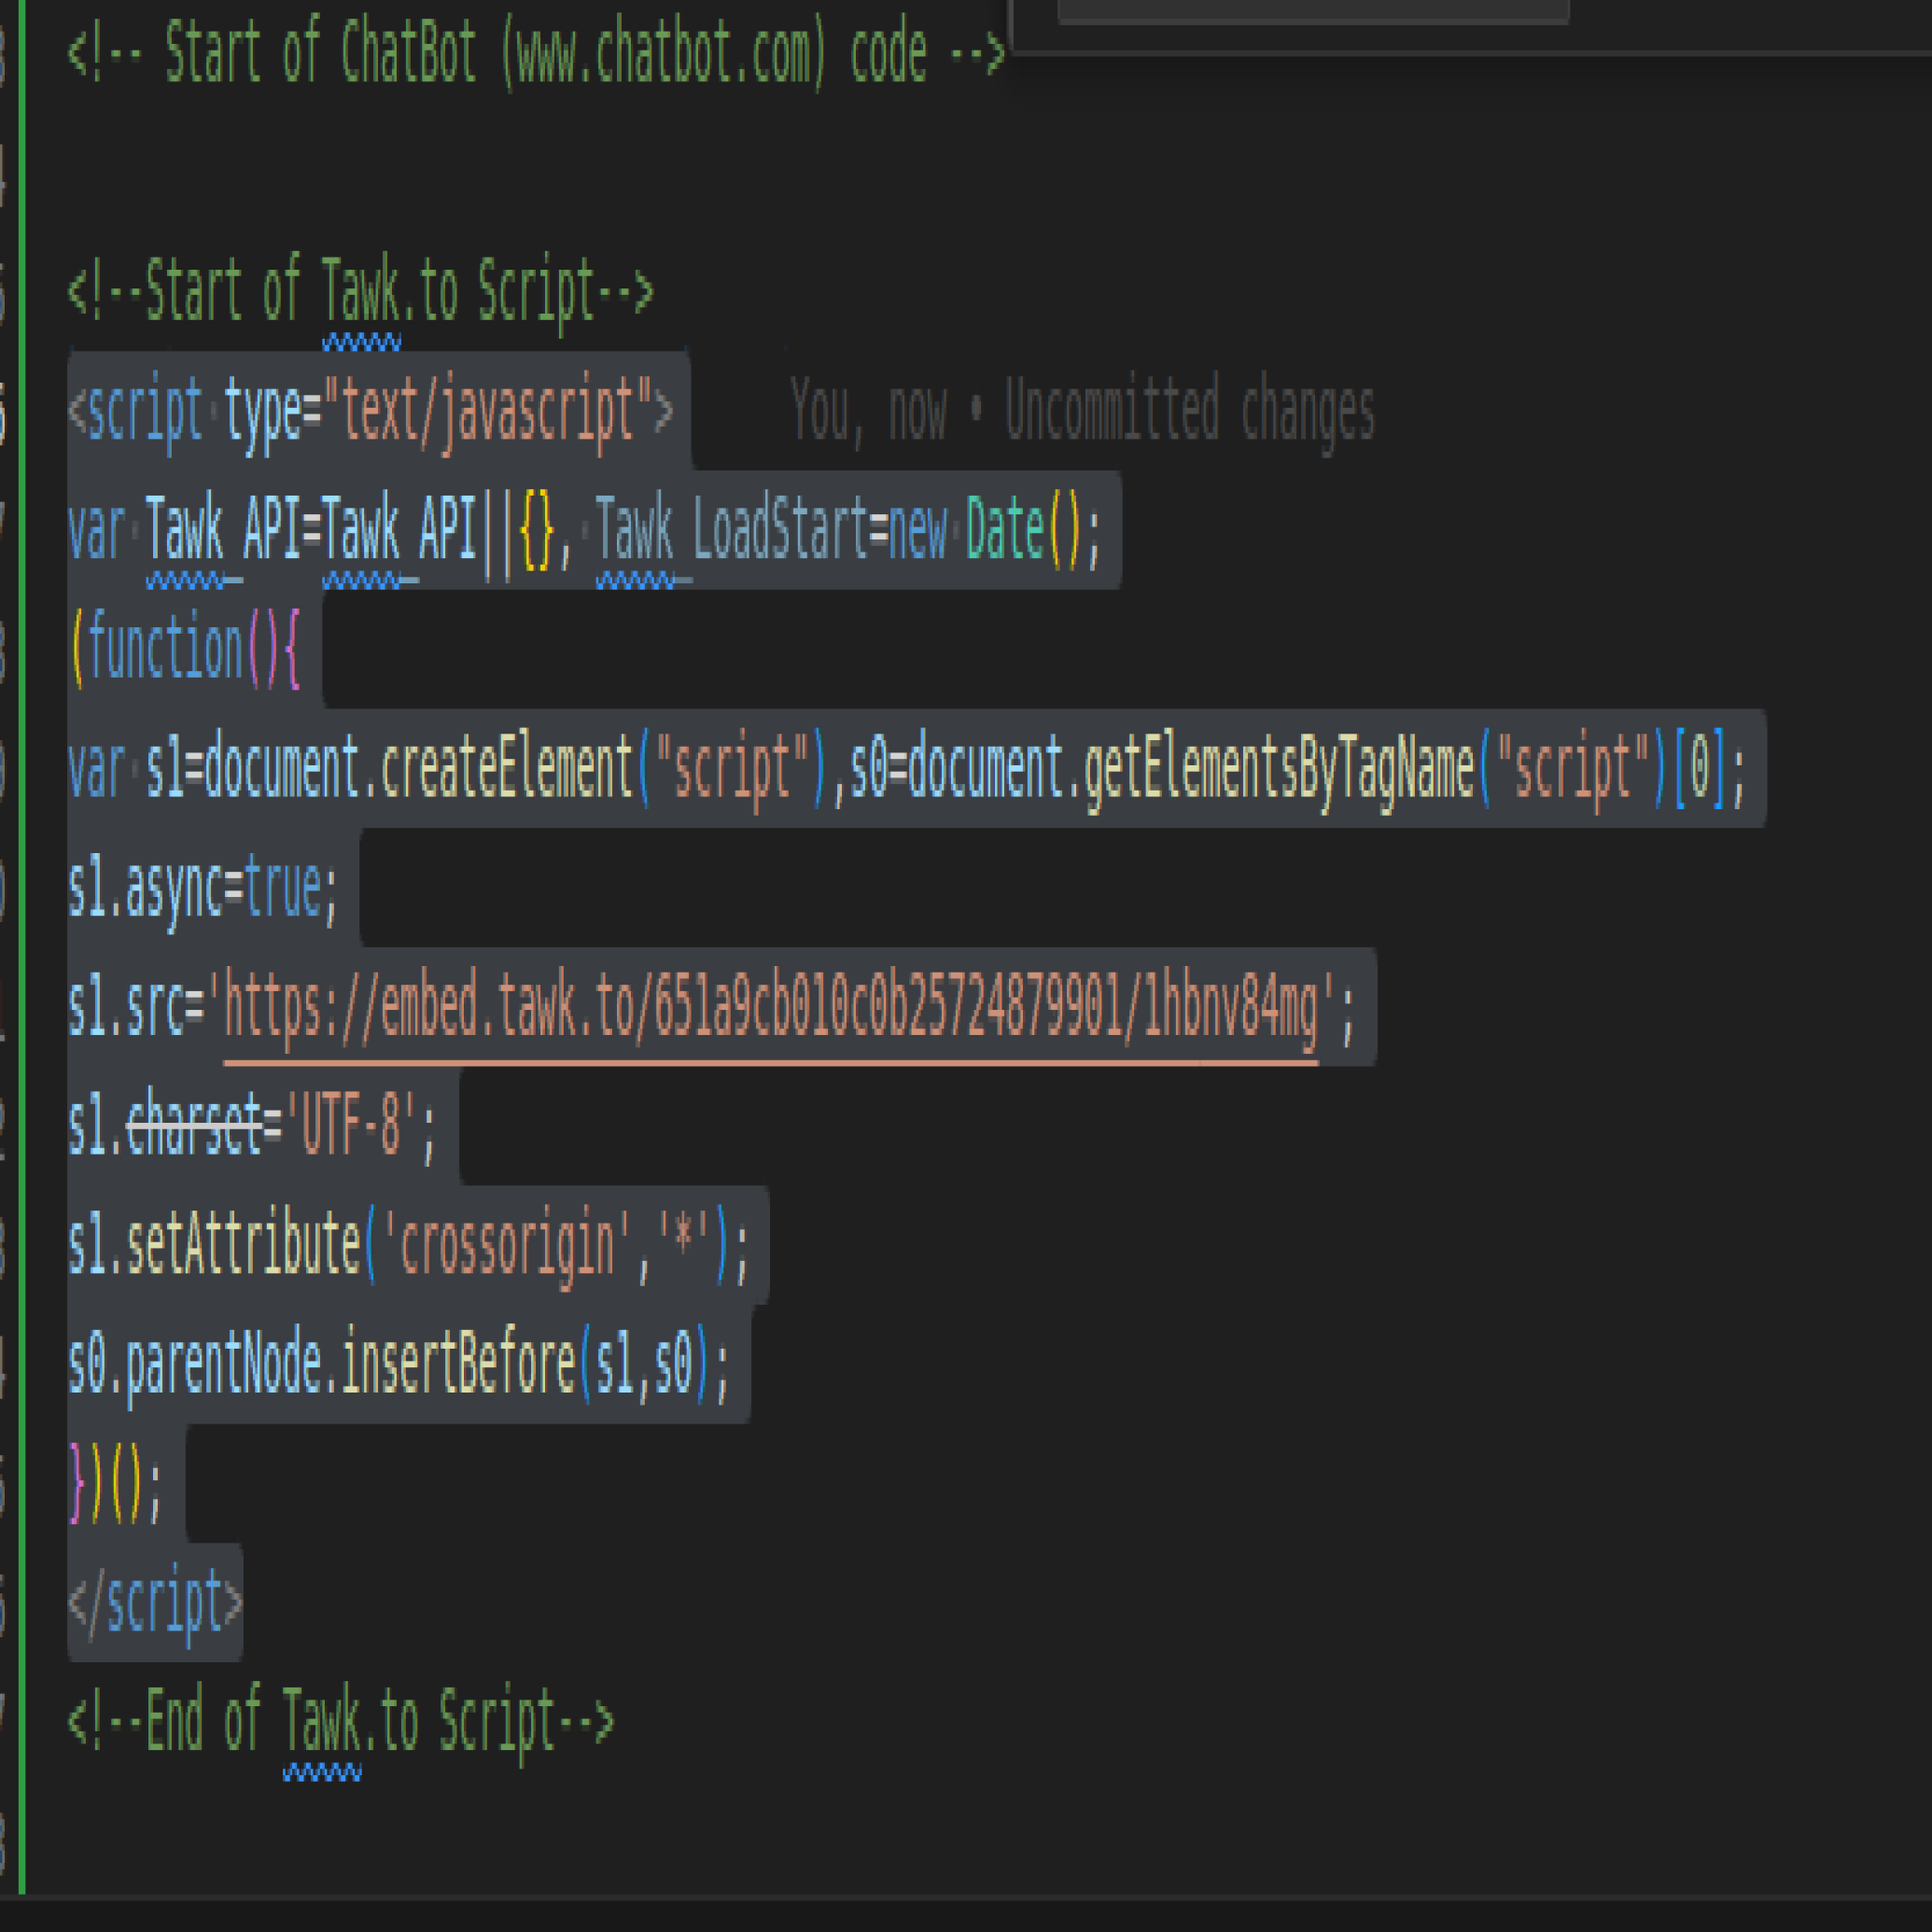 <!-- Start of ChatBot (www.chatbot.com) code -->
<!--Start of Tawk.to Script-->
<script type="text/javascript"> You, now • Uncommitted changes
var Tawk_API=Tawk_API||{}, Tawk_LoadStart=new Date();
(function(){
var s1=document.createElement("script"),s0=document.getElementsByTagName("script")[0];
s1.async=true;
s1.src='https://embed.tawk.to/651a9cb010c0b25724879901/1hbnv84mg';
s1.charset='UTF-8';
s1.setAttribute('crossorigin','*');
s0.parentNode.insertBefore(s1,s0);
})();
</script>
<!--End of Tawk.to Script-->